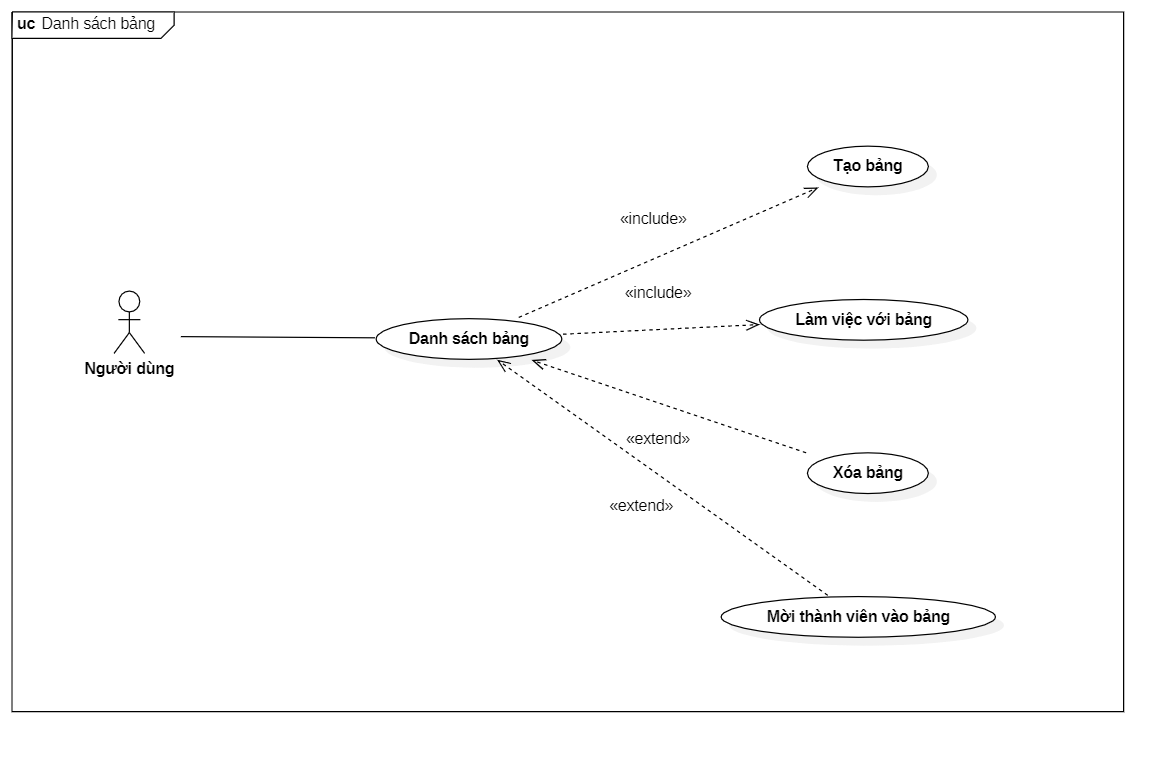 uc Danh sách bảng
Tạo bảng
«include»
«include»
Làm việc với bảng
Danh sách bảng
Người dùng
«extend»
Xóa bảng
«extend»
Mời thành viên vào bảng